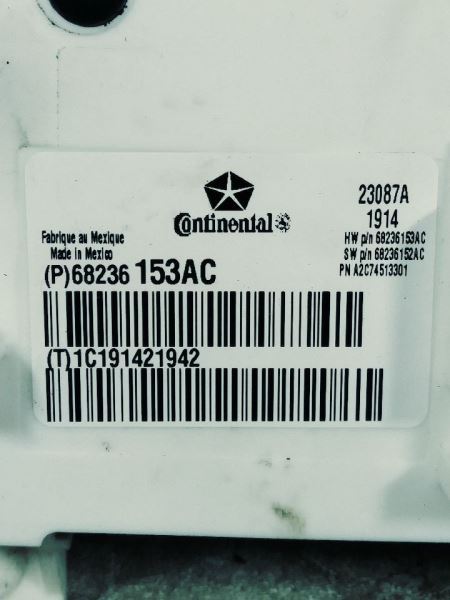 Continental
23087A
1914
HW p/n 68236153AC
SW p/n 68236152AC
PN A2C74513301
Fabrique au Mexique
Made in Mexico
(P)68236 153AC
(T)1C191421942